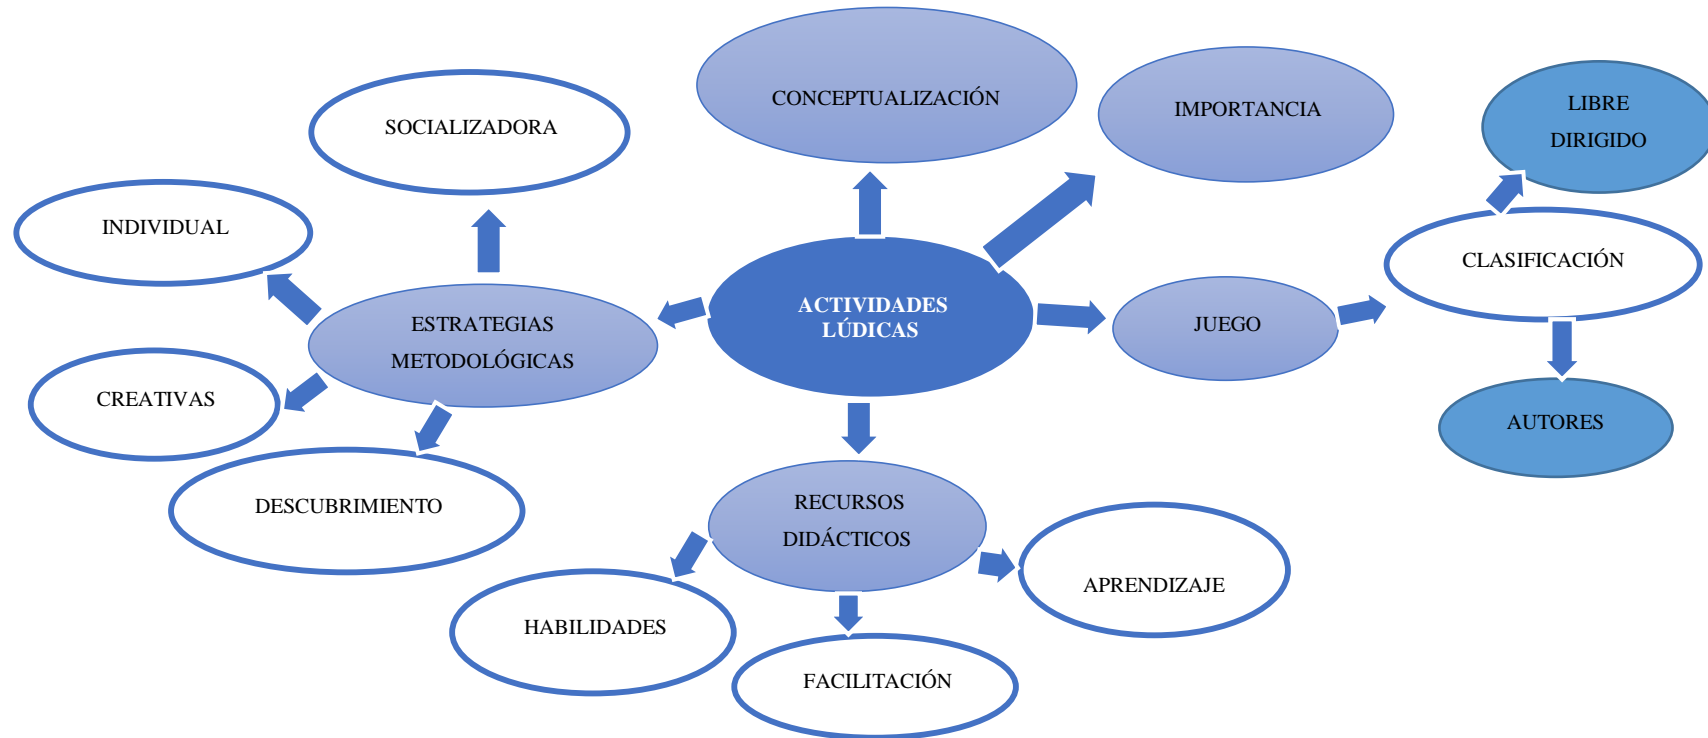 CONCEPTUALIZACIÓN
IMPORTANCIA
LIBRE
DIRIGIDO
SOCIALIZADORA
INDIVIDUAL
CLASIFICACIÓN
ACTIVIDADES
LÚDICAS
ESTRATEGIAS
METODOLÓGICAS
JUEGO
CREATIVAS
AUTORES
DESCUBRIMIENTO
RECURSOS
DIDÁCTICOS
APRENDIZAJE
HABILIDADES
FACILITACIÓN